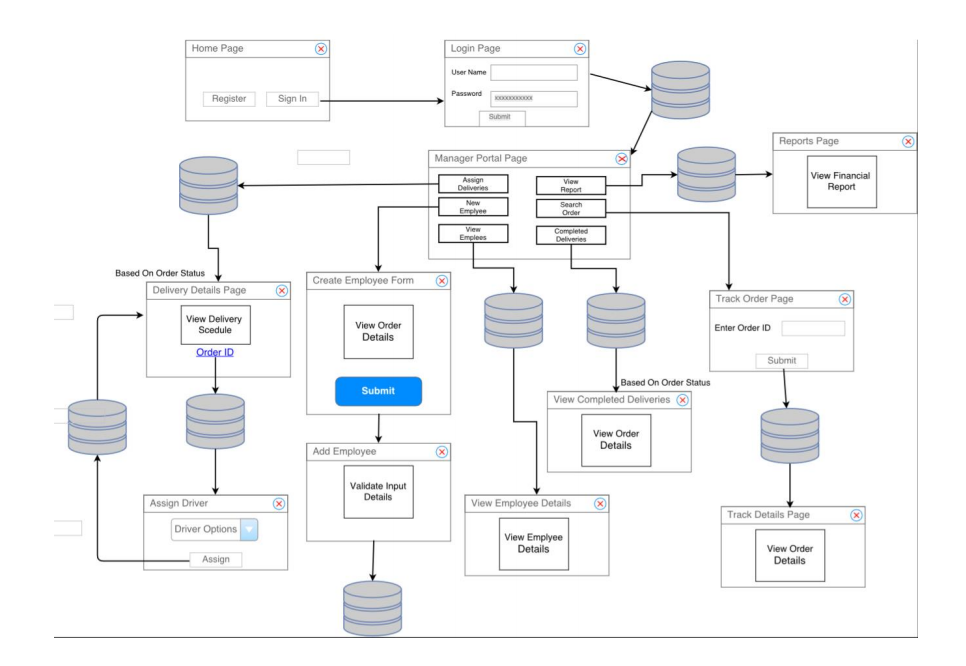 Home Page
Register
Sign In
Login Page
User Name
Password
xxxxxxxxxxx
Submit
Manager Portal Page
Assign
Deliveries
View
Report
New
Emplyee
Search
Order
View
Emplees
Completed
Deliveries
Reports Page
View Financial
Report
Based On Order Status
Delivery Details Page
View Delivery
Scedule
Order ID
Create Employee Form
View Order
Details
Submit
Track Order Page
Enter Order ID
Submit
Based On Order Status
View Completed Deliveries
View Order
Details
Add Employee
Validate Input
Details
Assign Driver
Driver Options
Assign
View Employee Details
View Emplyee
Details
Track Details Page
View Order
Details